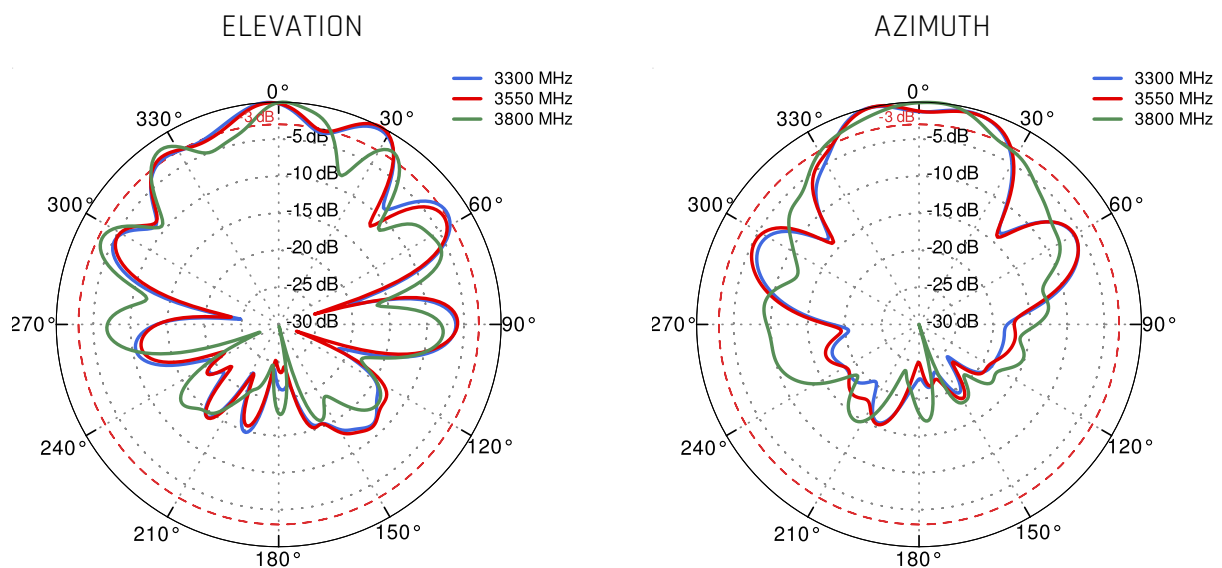 ELEVATION
3300 MHz
3550 MHz
3800 MHz
0°
330°
30°
-3 dB
-5 dB
-10 dB
300°
60°
-15 dB
-20 dB
-25 dB
270°
-30 dB
90°
240°
120°
210°
150°
180°
AZIMUTH
3300 MHz
3550 MHz
3800 MHz
0°
330°
30°
-3 dB
-5 dB
-10 dB
300°
60°
-15 dB
-20 dB
-25 dB
270°
-30 dB
90°
240°
120°
210°
150°
180°